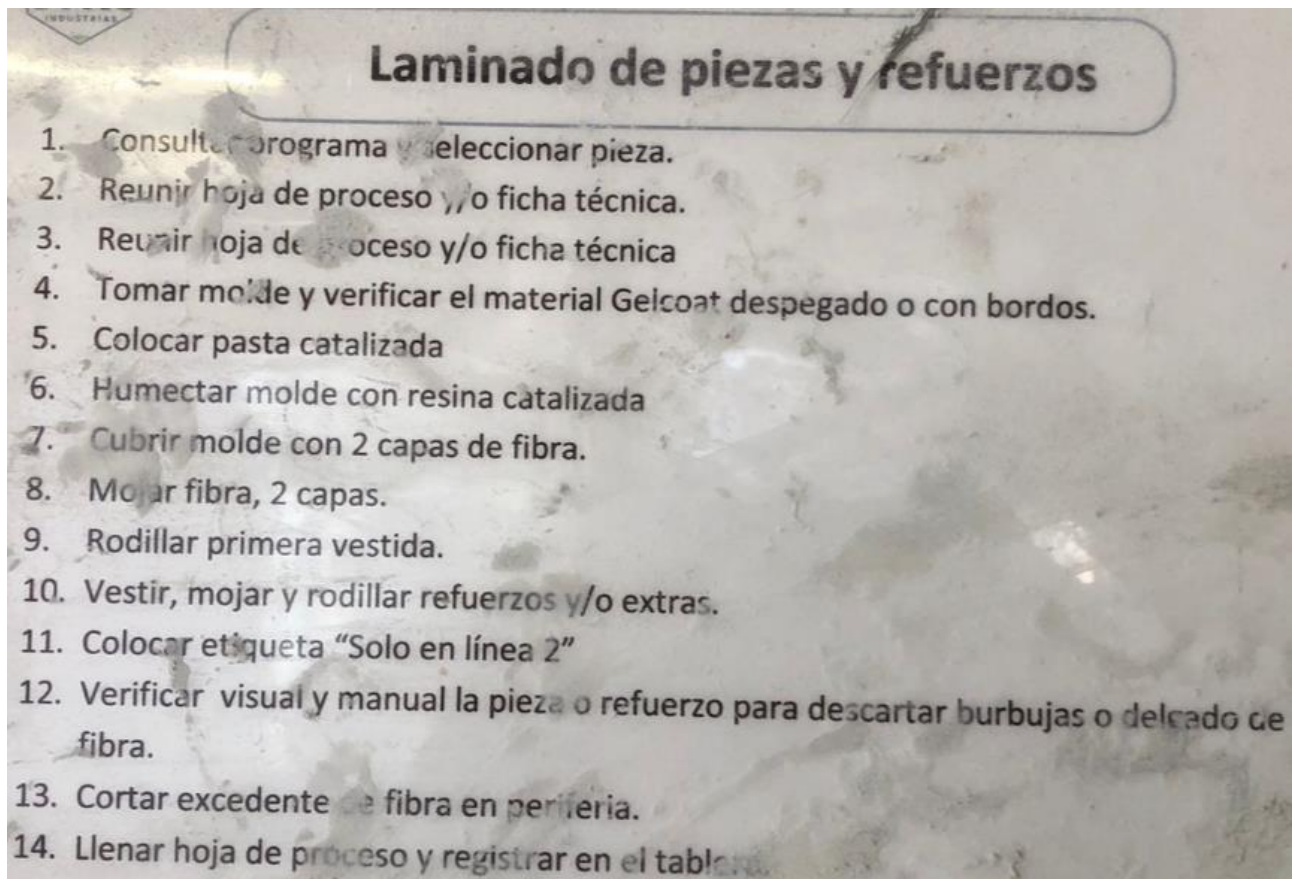 INDUSTRIAS
Laminado de piezas y refuerzos
1. Consultar programa y seleccionar pieza.
2. Reunir hoja de proceso y/o ficha técnica.
3. Reunir hoja de proceso y/o ficha técnica
4. Tomar molde y verificar el material Gelcoat despegado o con bordos.
5. Colocar pasta catalizada
6. Humectar molde con resina catalizada
7. Cubrir molde con 2 capas de fibra.
8. Mojar fibra, 2 capas.
9. Rodillar primera vestida.
10. Vestir, mojar y rodillar refuerzos y/o extras.
11. Colocar etiqueta “Solo en línea 2”
12. Verificar visual y manual la pieza o refuerzo para descartar burbujas o delgado de
fibra.
13. Cortar excedente de fibra en periferia.
14. Llenar hoja de proceso y registrar en el tablero.